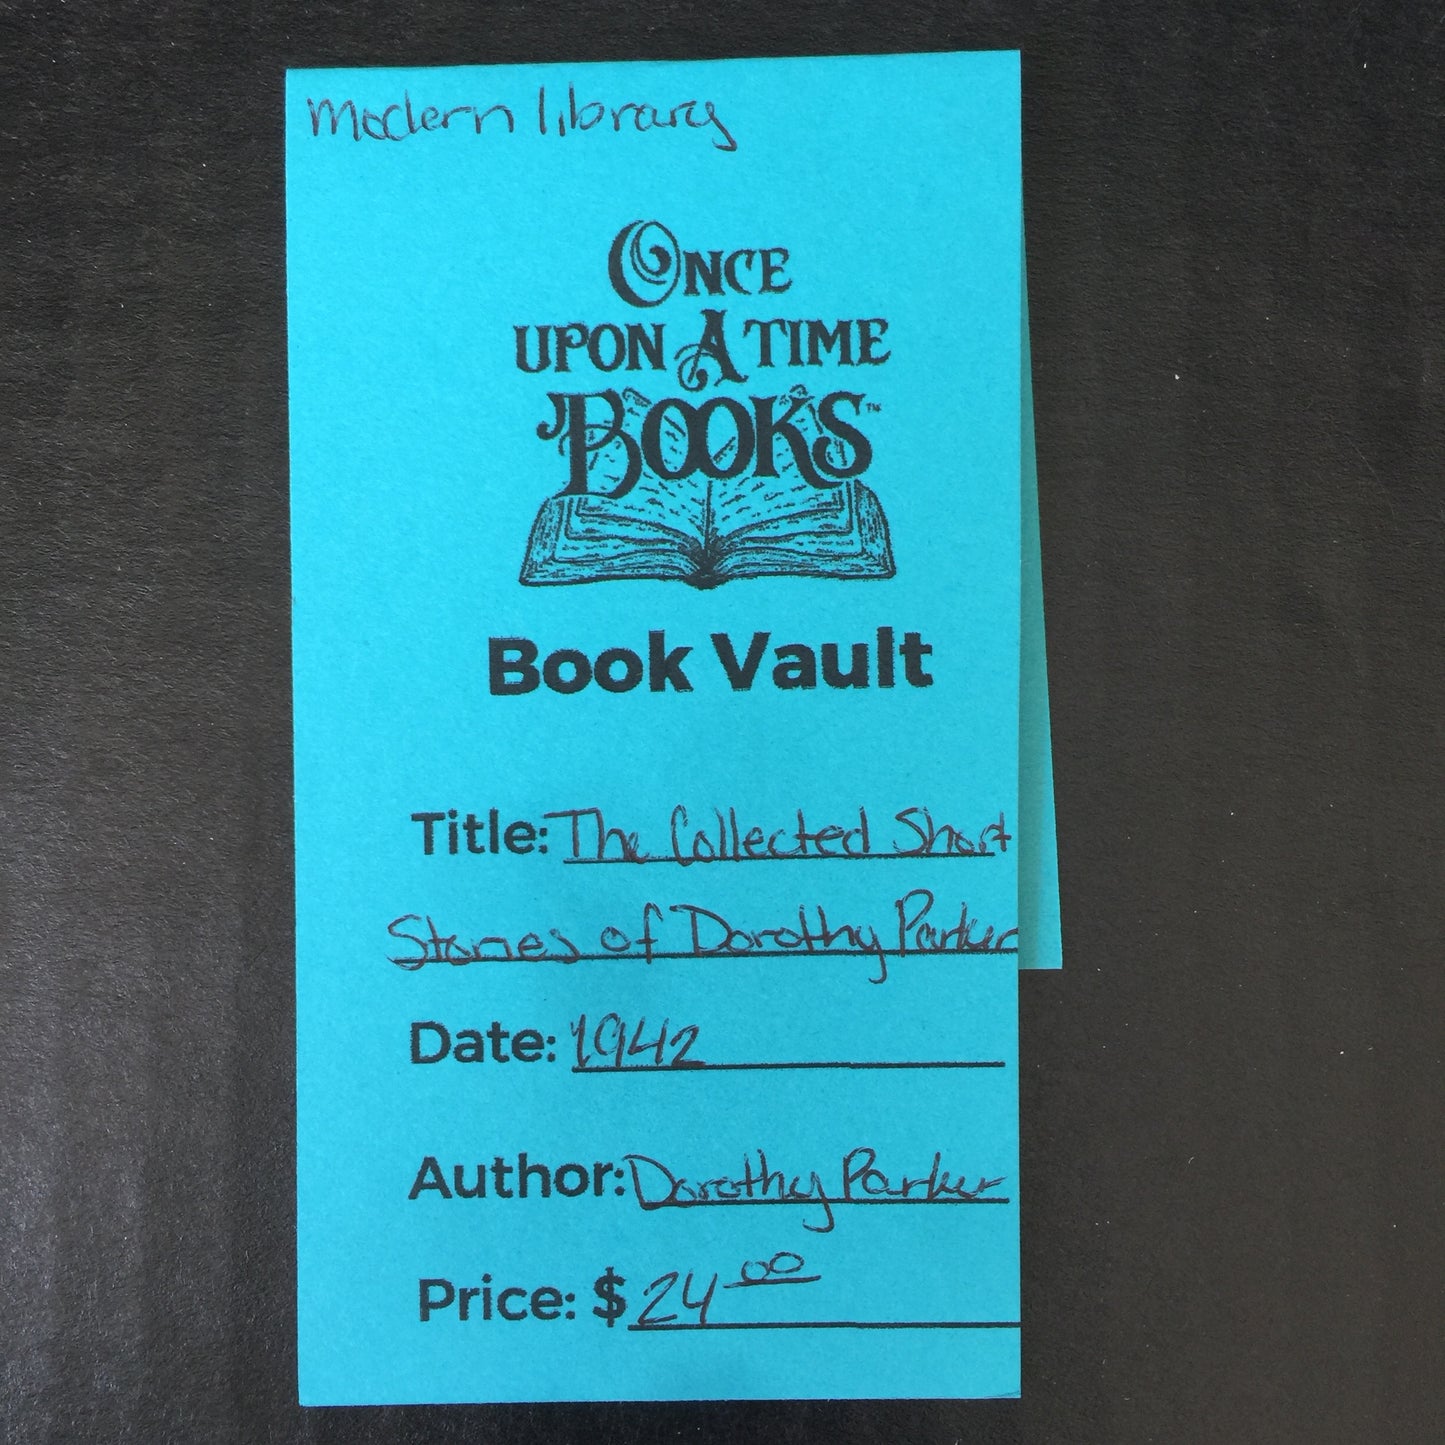 Modern library
ONCE
UPON A TIME
BOOKS™
Book Vault
Title: The Collected Short
Stories of Dorothy Parker
Date: 1942
Author: Dorothy Parker
Price: $ 24 00